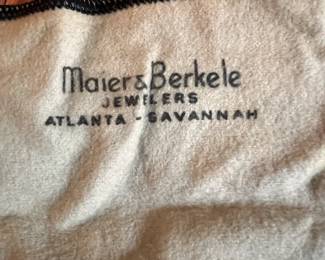 Maier & Berkele
JEWELERS
ATLANTA - SAVANNAH